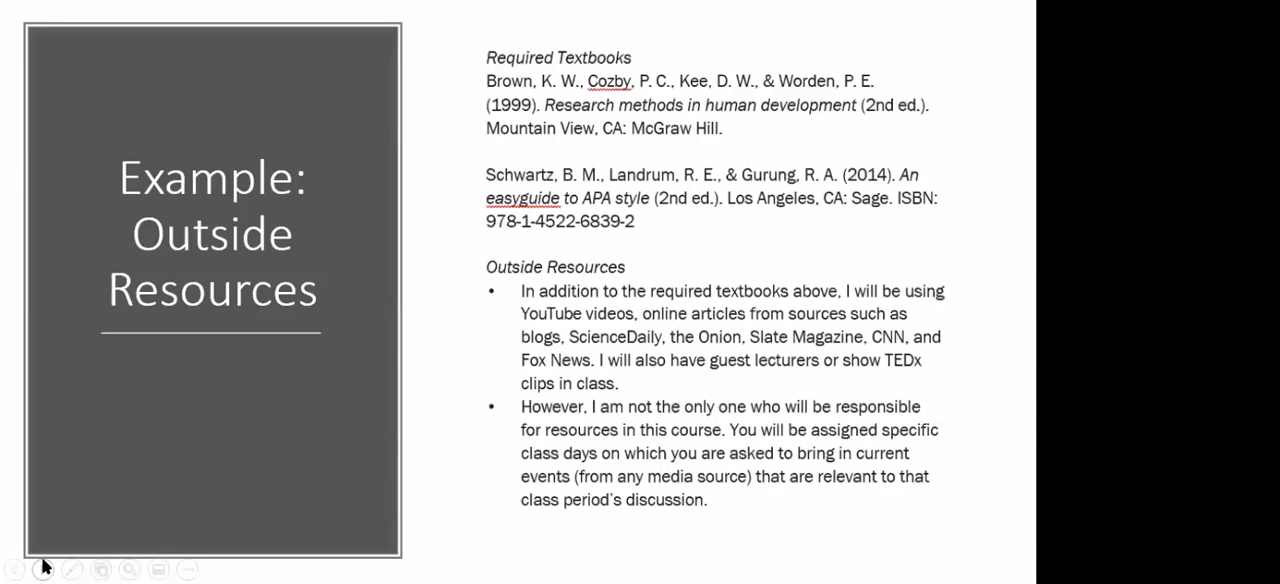 Example:
Outside
Resources
Required Textbooks
Brown, K. W., Cozby, P. C., Kee, D. W., & Worden, P. E.
(1999). Research methods in human development (2nd ed.).
Mountain View, CA: McGraw Hill.
Schwartz, B. M., Landrum, R. E., & Gurung, R. A. (2014). An
easyguide to APA style (2nd ed.). Los Angeles, CA: Sage. ISBN:
978-1-4522-6839-2
Outside Resources
• In addition to the required textbooks above, I will be using
YouTube videos, online articles from sources such as
blogs, ScienceDaily, the Onion, Slate Magazine, CNN, and
Fox News. I will also have guest lecturers or show TEDx
clips in class.
• However, I am not the only one who will be responsible
for resources in this course. You will be assigned specific
class days on which you are asked to bring in current
events (from any media source) that are relevant to that
class period's discussion.